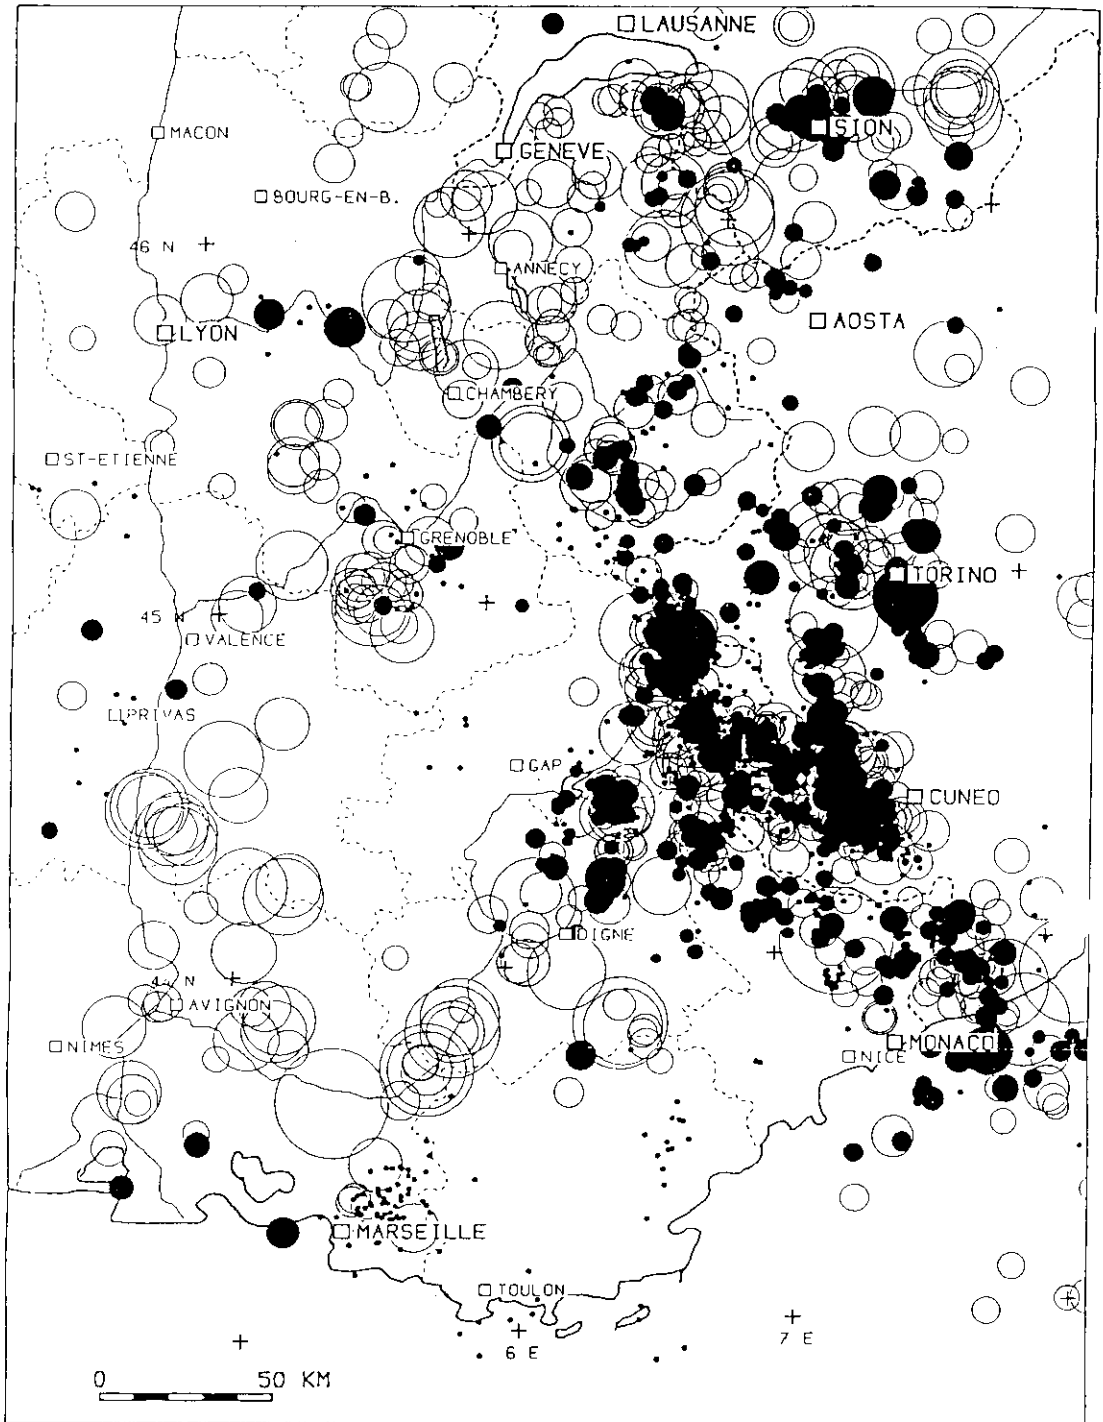 LAUSANNE
MACON
SION
GENEVE
BOURG-EN-B.
46 N
ANNECY
LYON
AOSTA
CHAMBERY
ST-ETIENNE
GRENOBLE
TORINO
45 N
VALENCE
PRIVAS
GAP
CUNEO
DIGNE
44 N
AVIGNON
NIMES
MONACO
NICE
MARSEILLE
TOULON
7 E
6 E
0 50 KM